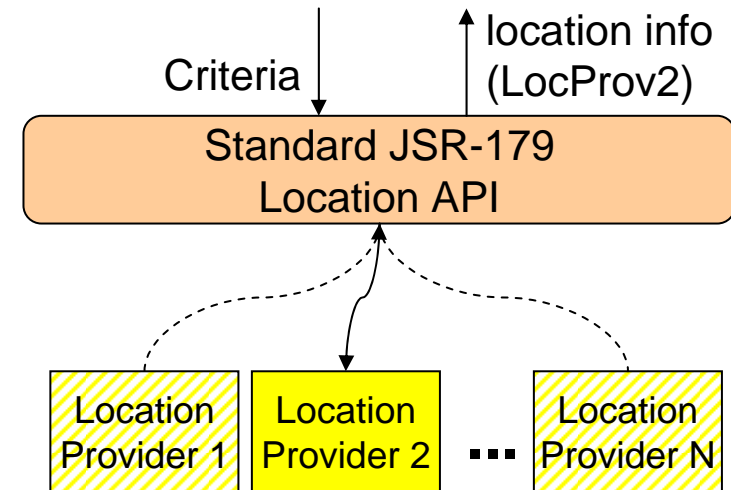 Criteria
location info
(LocProv2)
Standard JSR-179
Location API
Location
Provider 1
Location
Provider 2
...
Location
Provider N